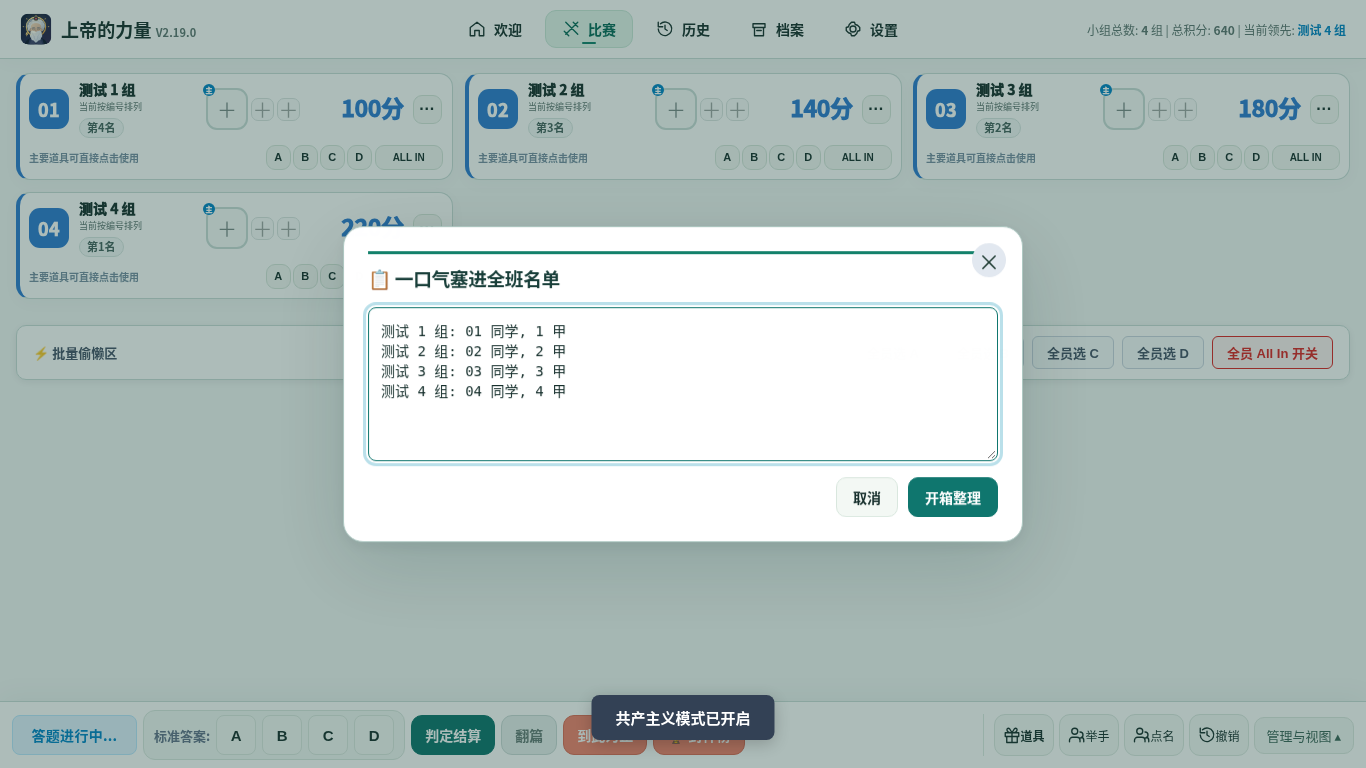 上帝的力量 V2.19.0
欢迎
比赛
历史
档案
设置
小组总数: 4 组 | 总积分: 640 | 当前领先: 测试 4 组
01
测试 1 组
当前按编号排列
第4名
主
100分
...
主要道具可直接点击使用
A B C D ALL IN
02
测试 2 组
当前按编号排列
第3名
主
140分
...
主要道具可直接点击使用
A B C D ALL IN
03
测试 3 组
当前按编号排列
第2名
主
180分
...
主要道具可直接点击使用
A B C D ALL IN
04
测试 4 组
当前按编号排列
第1名
主
220分
主要道具可直接点击使用
A B C
📋 一口气塞进全班名单
测试 1 组: 01 同学, 1 甲
测试 2 组: 02 同学, 2 甲
测试 3 组: 03 同学, 3 甲
测试 4 组: 04 同学, 4 甲
取消
开箱整理
⚡ 批量偷懒区
全员选 C
全员选 D
全员 All In 开关
共产主义模式已开启
答题进行中...
标准答案: A B C D
判定结算
翻篇
道具
举手
点名
撤销
管理与视图 ▴